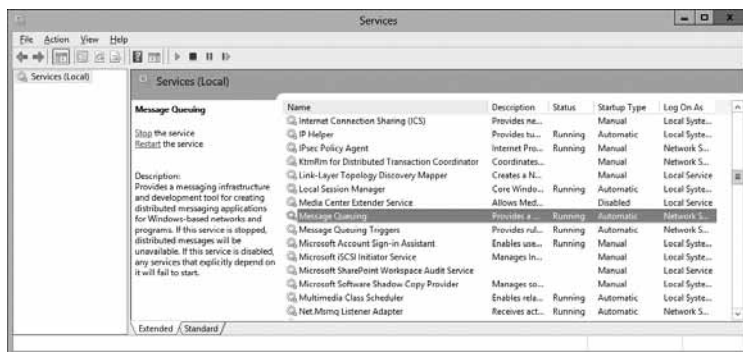 Services
File Action View Help
Services (Local)
Services (Local)
Message Queuing
Stop the service
Restart the service
Description:
Provides a messaging infrastructure
and development tool for creating
distributed messaging applications
for Windows-based networks and
programs. If this service is stopped,
distributed messages will be
unavailable. If this service is disabled,
any services that explicitly depend on
it will fail to start.
Name Description Status Startup Type Log On As
Internet Connection Sharing (ICS) Provides ne... Manual Local Syste...
IP Helper Provides tu... Running Automatic Local Syste...
IPsec Policy Agent Internet Pro... Running Manual Network S...
KtmRm for Distributed Transaction Coordinator Coordinates... Manual Network S...
Link-Layer Topology Discovery Mapper Creates a N... Manual Local Service
Local Session Manager Core Windo... Running Automatic Local Syste...
Media Center Extender Service Allows Med... Disabled Local Service
Message Queuing Provides a ... Running Automatic Network S...
Message Queuing Triggers Provides rul... Running Automatic Local Syste...
Microsoft Account Sign-in Assistant Enables use... Running Manual Local Syste...
Microsoft iSCSI Initiator Service Manages In... Manual Local Syste...
Microsoft SharePoint Workspace Audit Service Manual Local Service
Microsoft Software Shadow Copy Provider Manages so... Manual Local Syste...
Multimedia Class Scheduler Enables rela... Running Automatic Local Syste...
Net.Msmq Listener Adapter Receives act... Running Automatic Network S...
Extended Standard